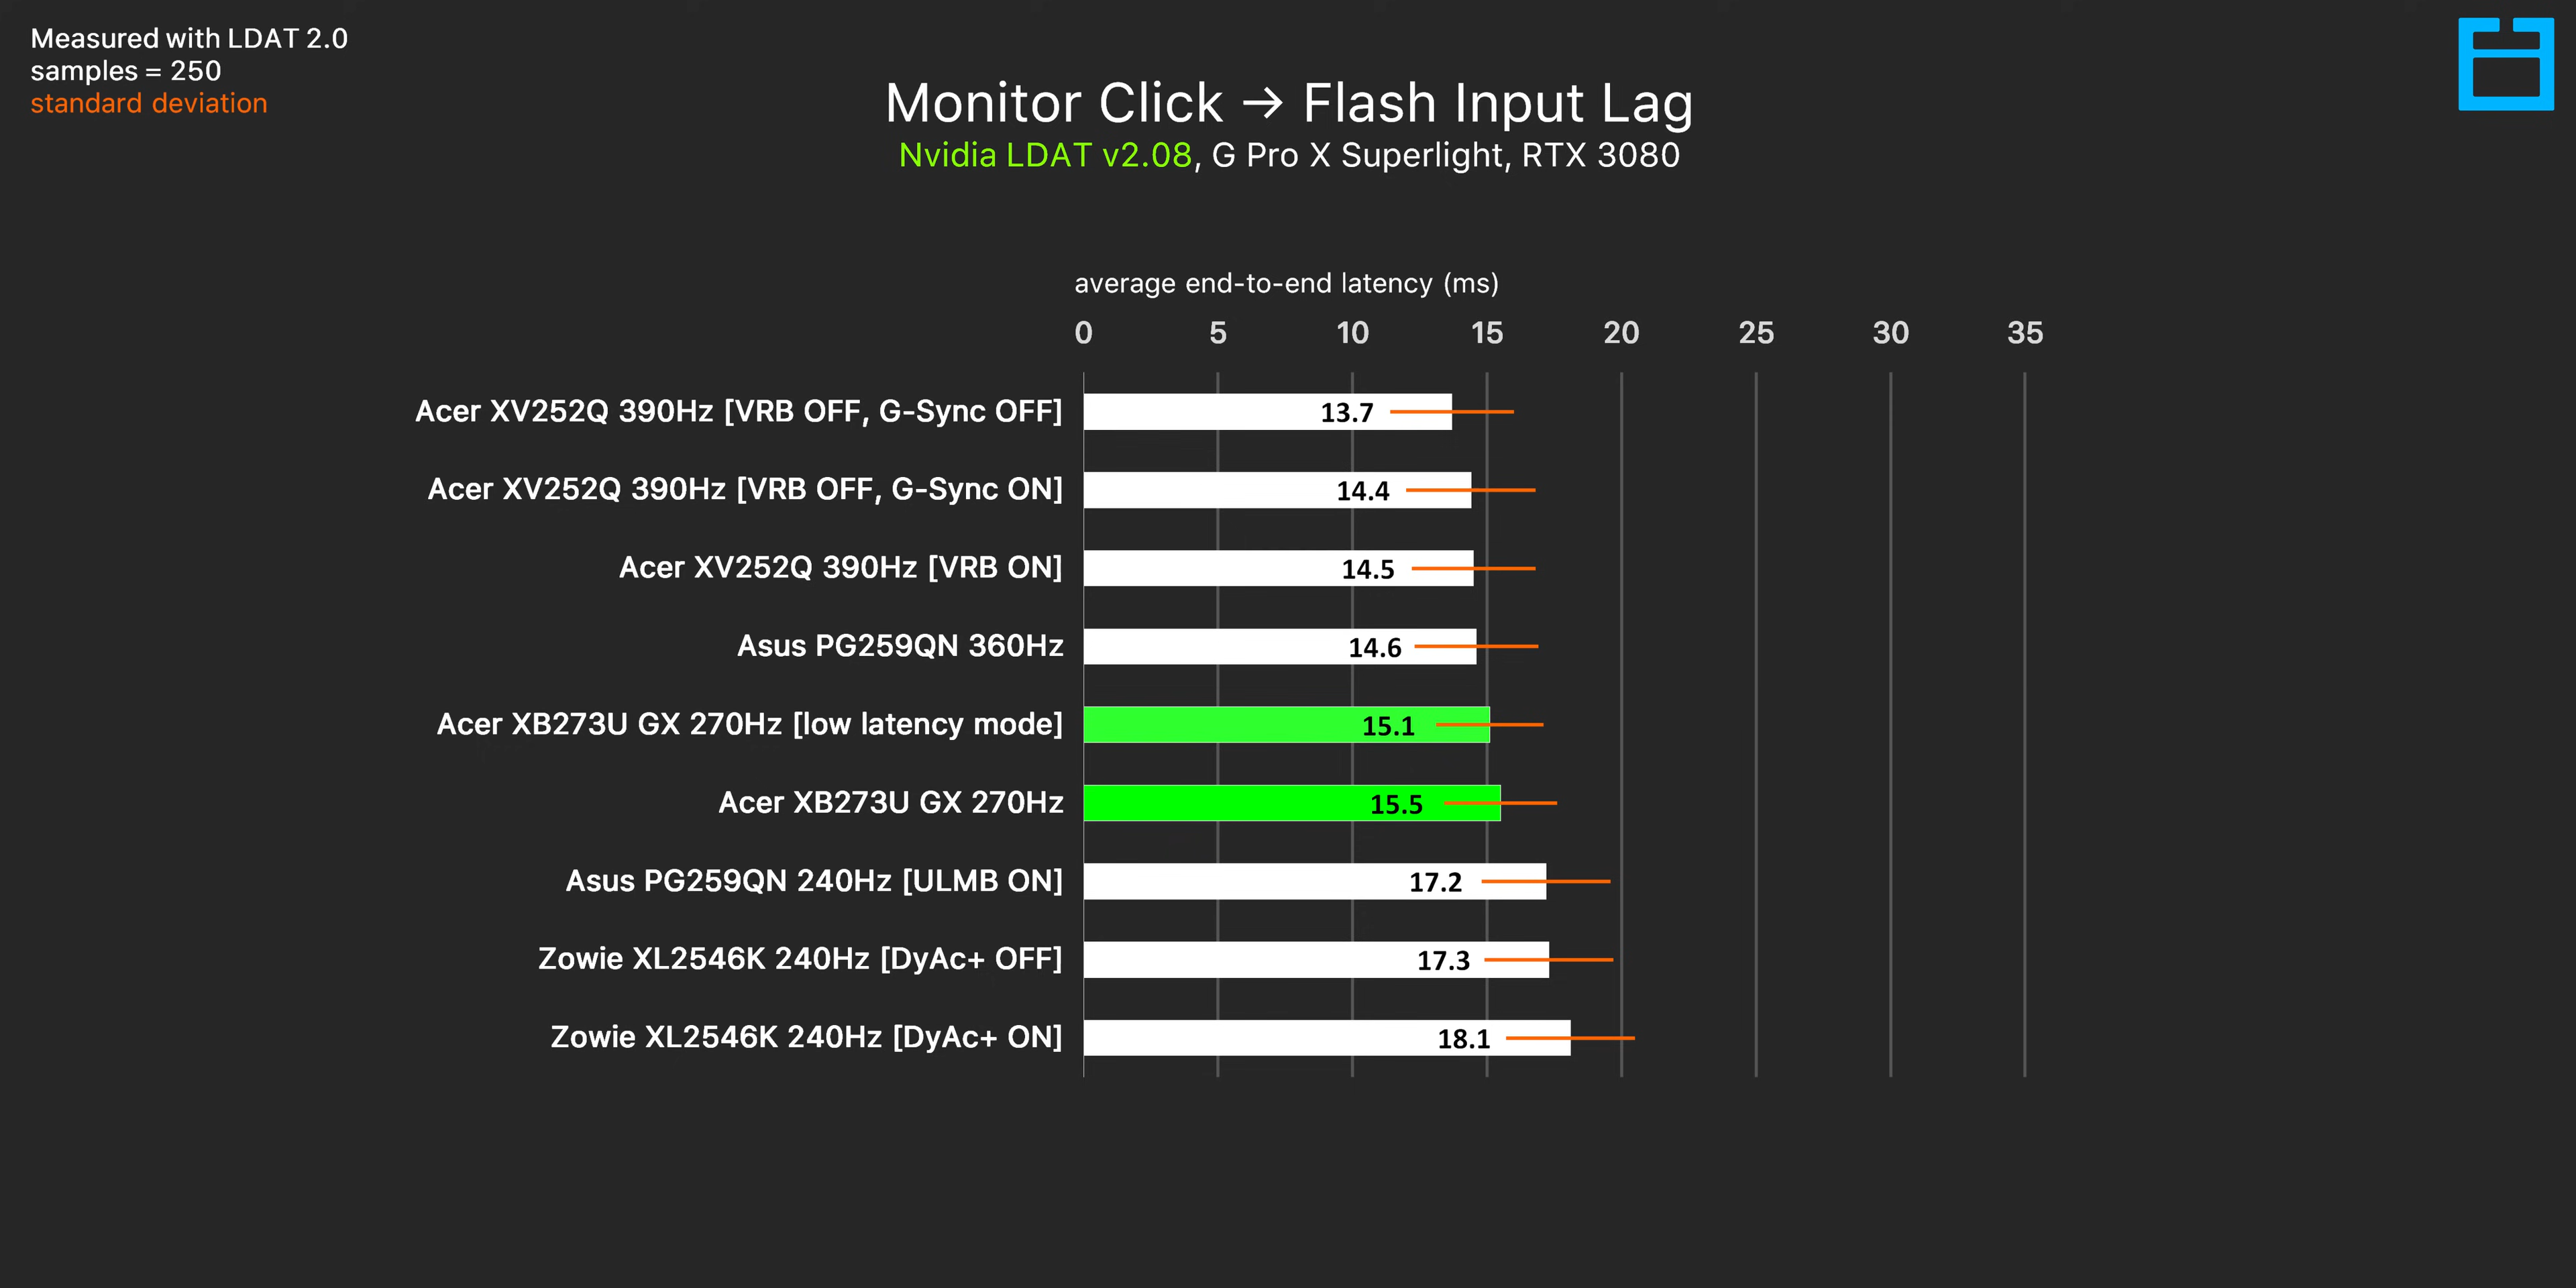 Measured with LDAT 2.0
samples = 250
standard deviation
Monitor Click → Flash Input Lag
Nvidia LDAT v2.08, G Pro X Superlight, RTX 3080
average end-to-end latency (ms)
0 5 10 15 20 25 30 35
Acer XV252Q 390Hz [VRB OFF, G-Sync OFF] 13.7
Acer XV252Q 390Hz [VRB OFF, G-Sync ON] 14.4
Acer XV252Q 390Hz [VRB ON] 14.5
Asus PG259QN 360Hz 14.6
Acer XB273U GX 270Hz [low latency mode] 15.1
Acer XB273U GX 270Hz 15.5
Asus PG259QN 240Hz [ULMB ON] 17.2
Zowie XL2546K 240Hz [DyAc+ OFF] 17.3
Zowie XL2546K 240Hz [DyAc+ ON] 18.1